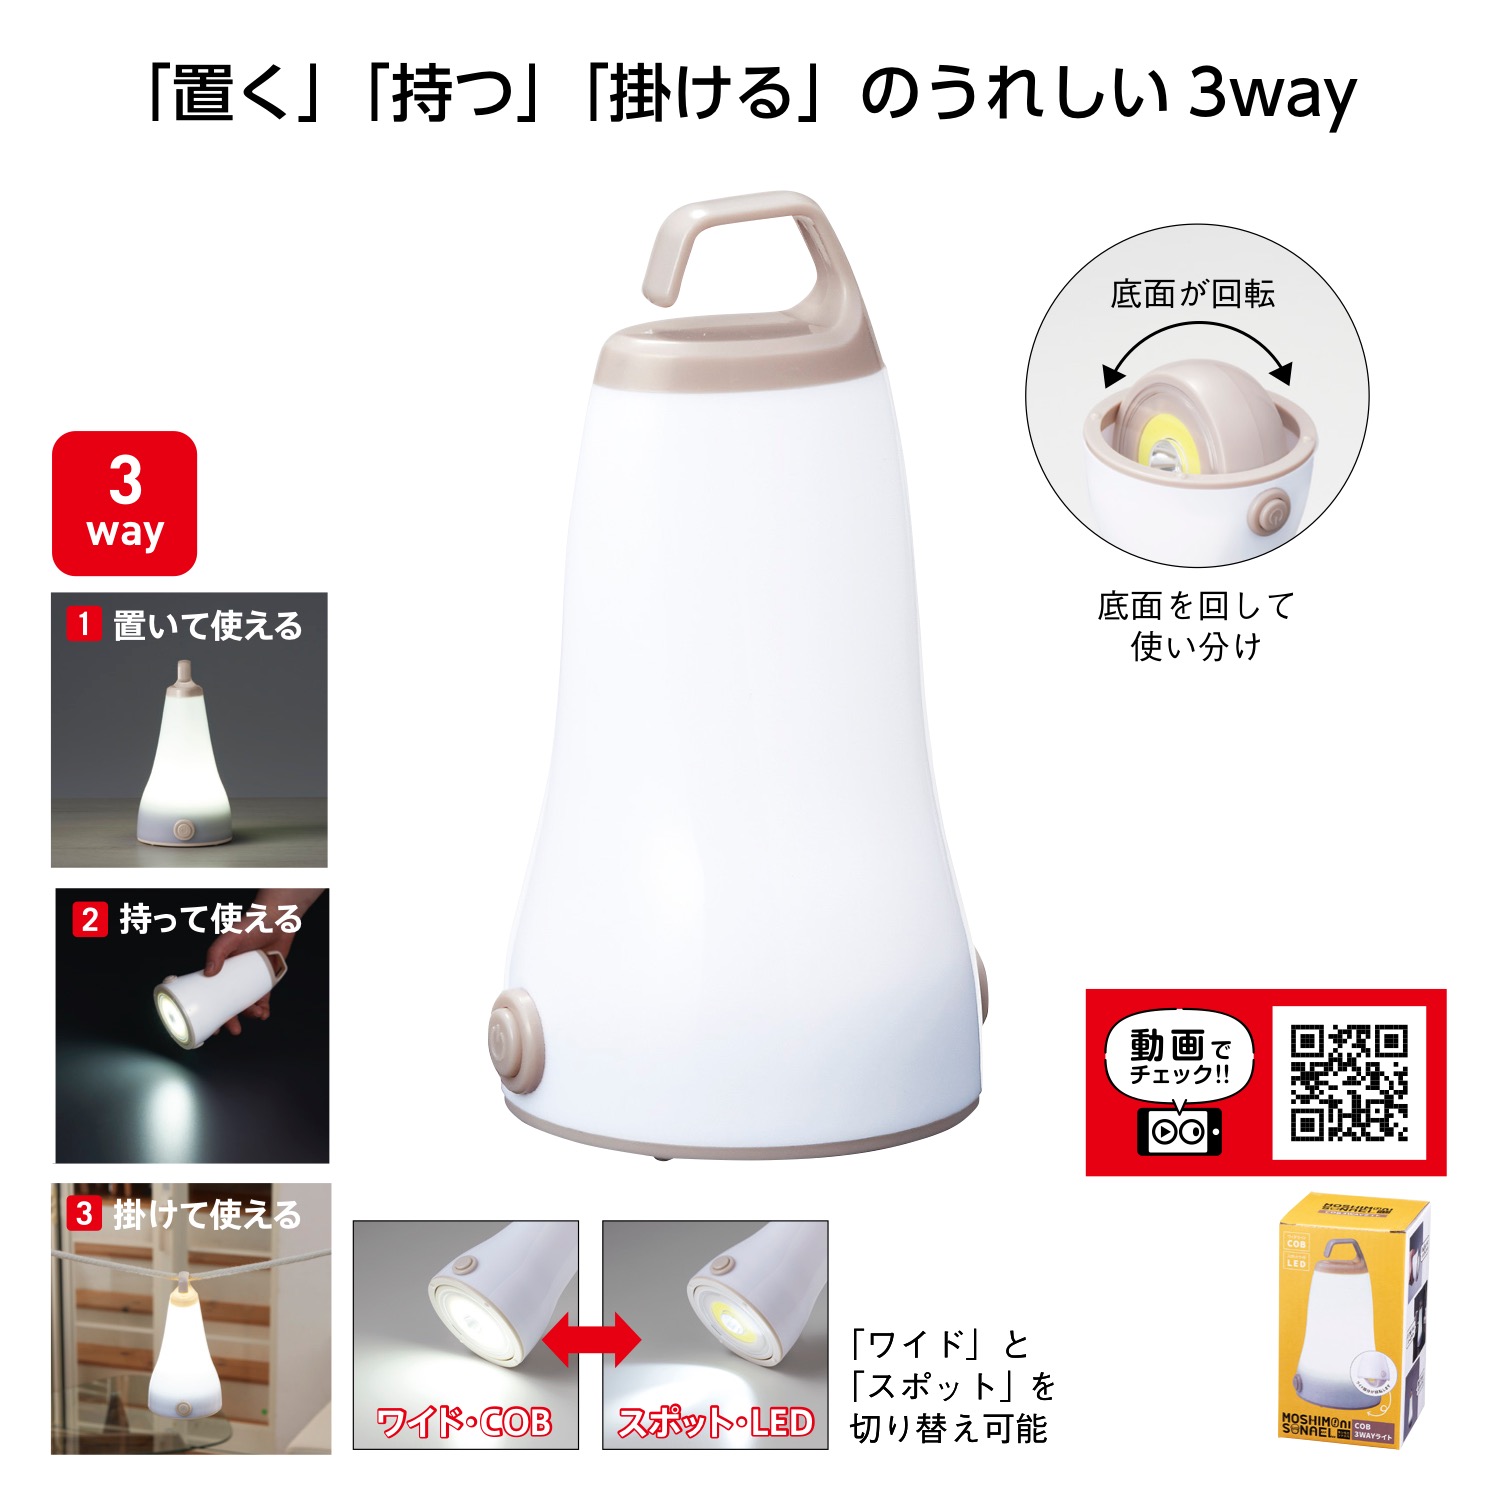 「置く」「持つ」「掛ける」のうれしい 3way
底面が回転
底面を回して
使い分け
3
way
1 置いて使える
2 持って使える
3 掛けて使える
ワイド・COB
スポット・LED
「ワイド」と
「スポット」を
切り替え可能
動画で
チェック!!
COB
LED
MOSHIMONI
SONAEL
COB
3WAYライト